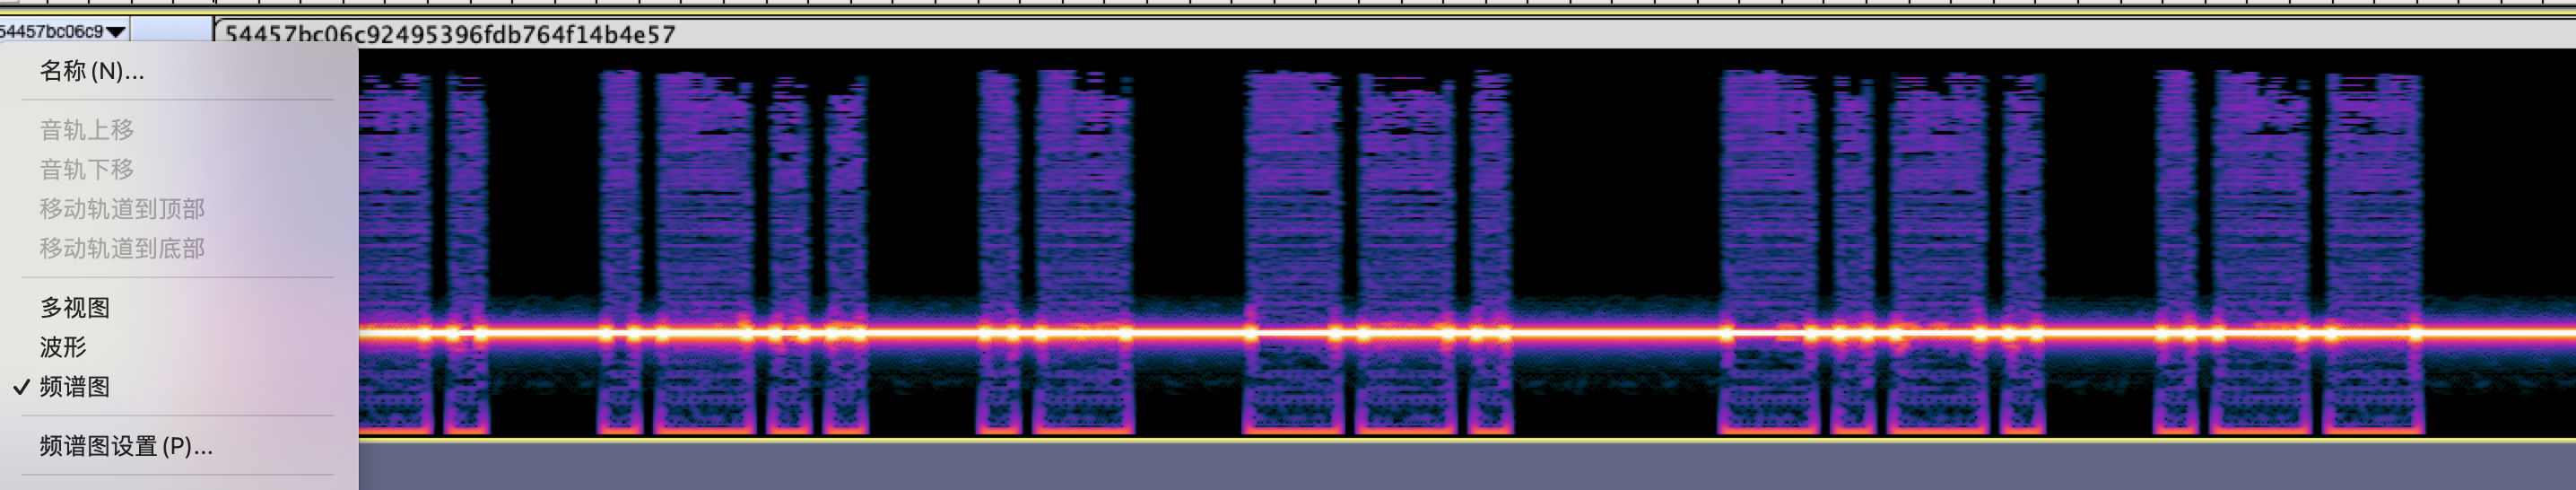 54457bc06c9
54457bc06c92495396fdb764f14b4e57
名称(N)...
音轨上移
音轨下移
移动轨道到顶部
移动轨道到底部
多视图
波形
✓ 频谱图
频谱图设置(P)...